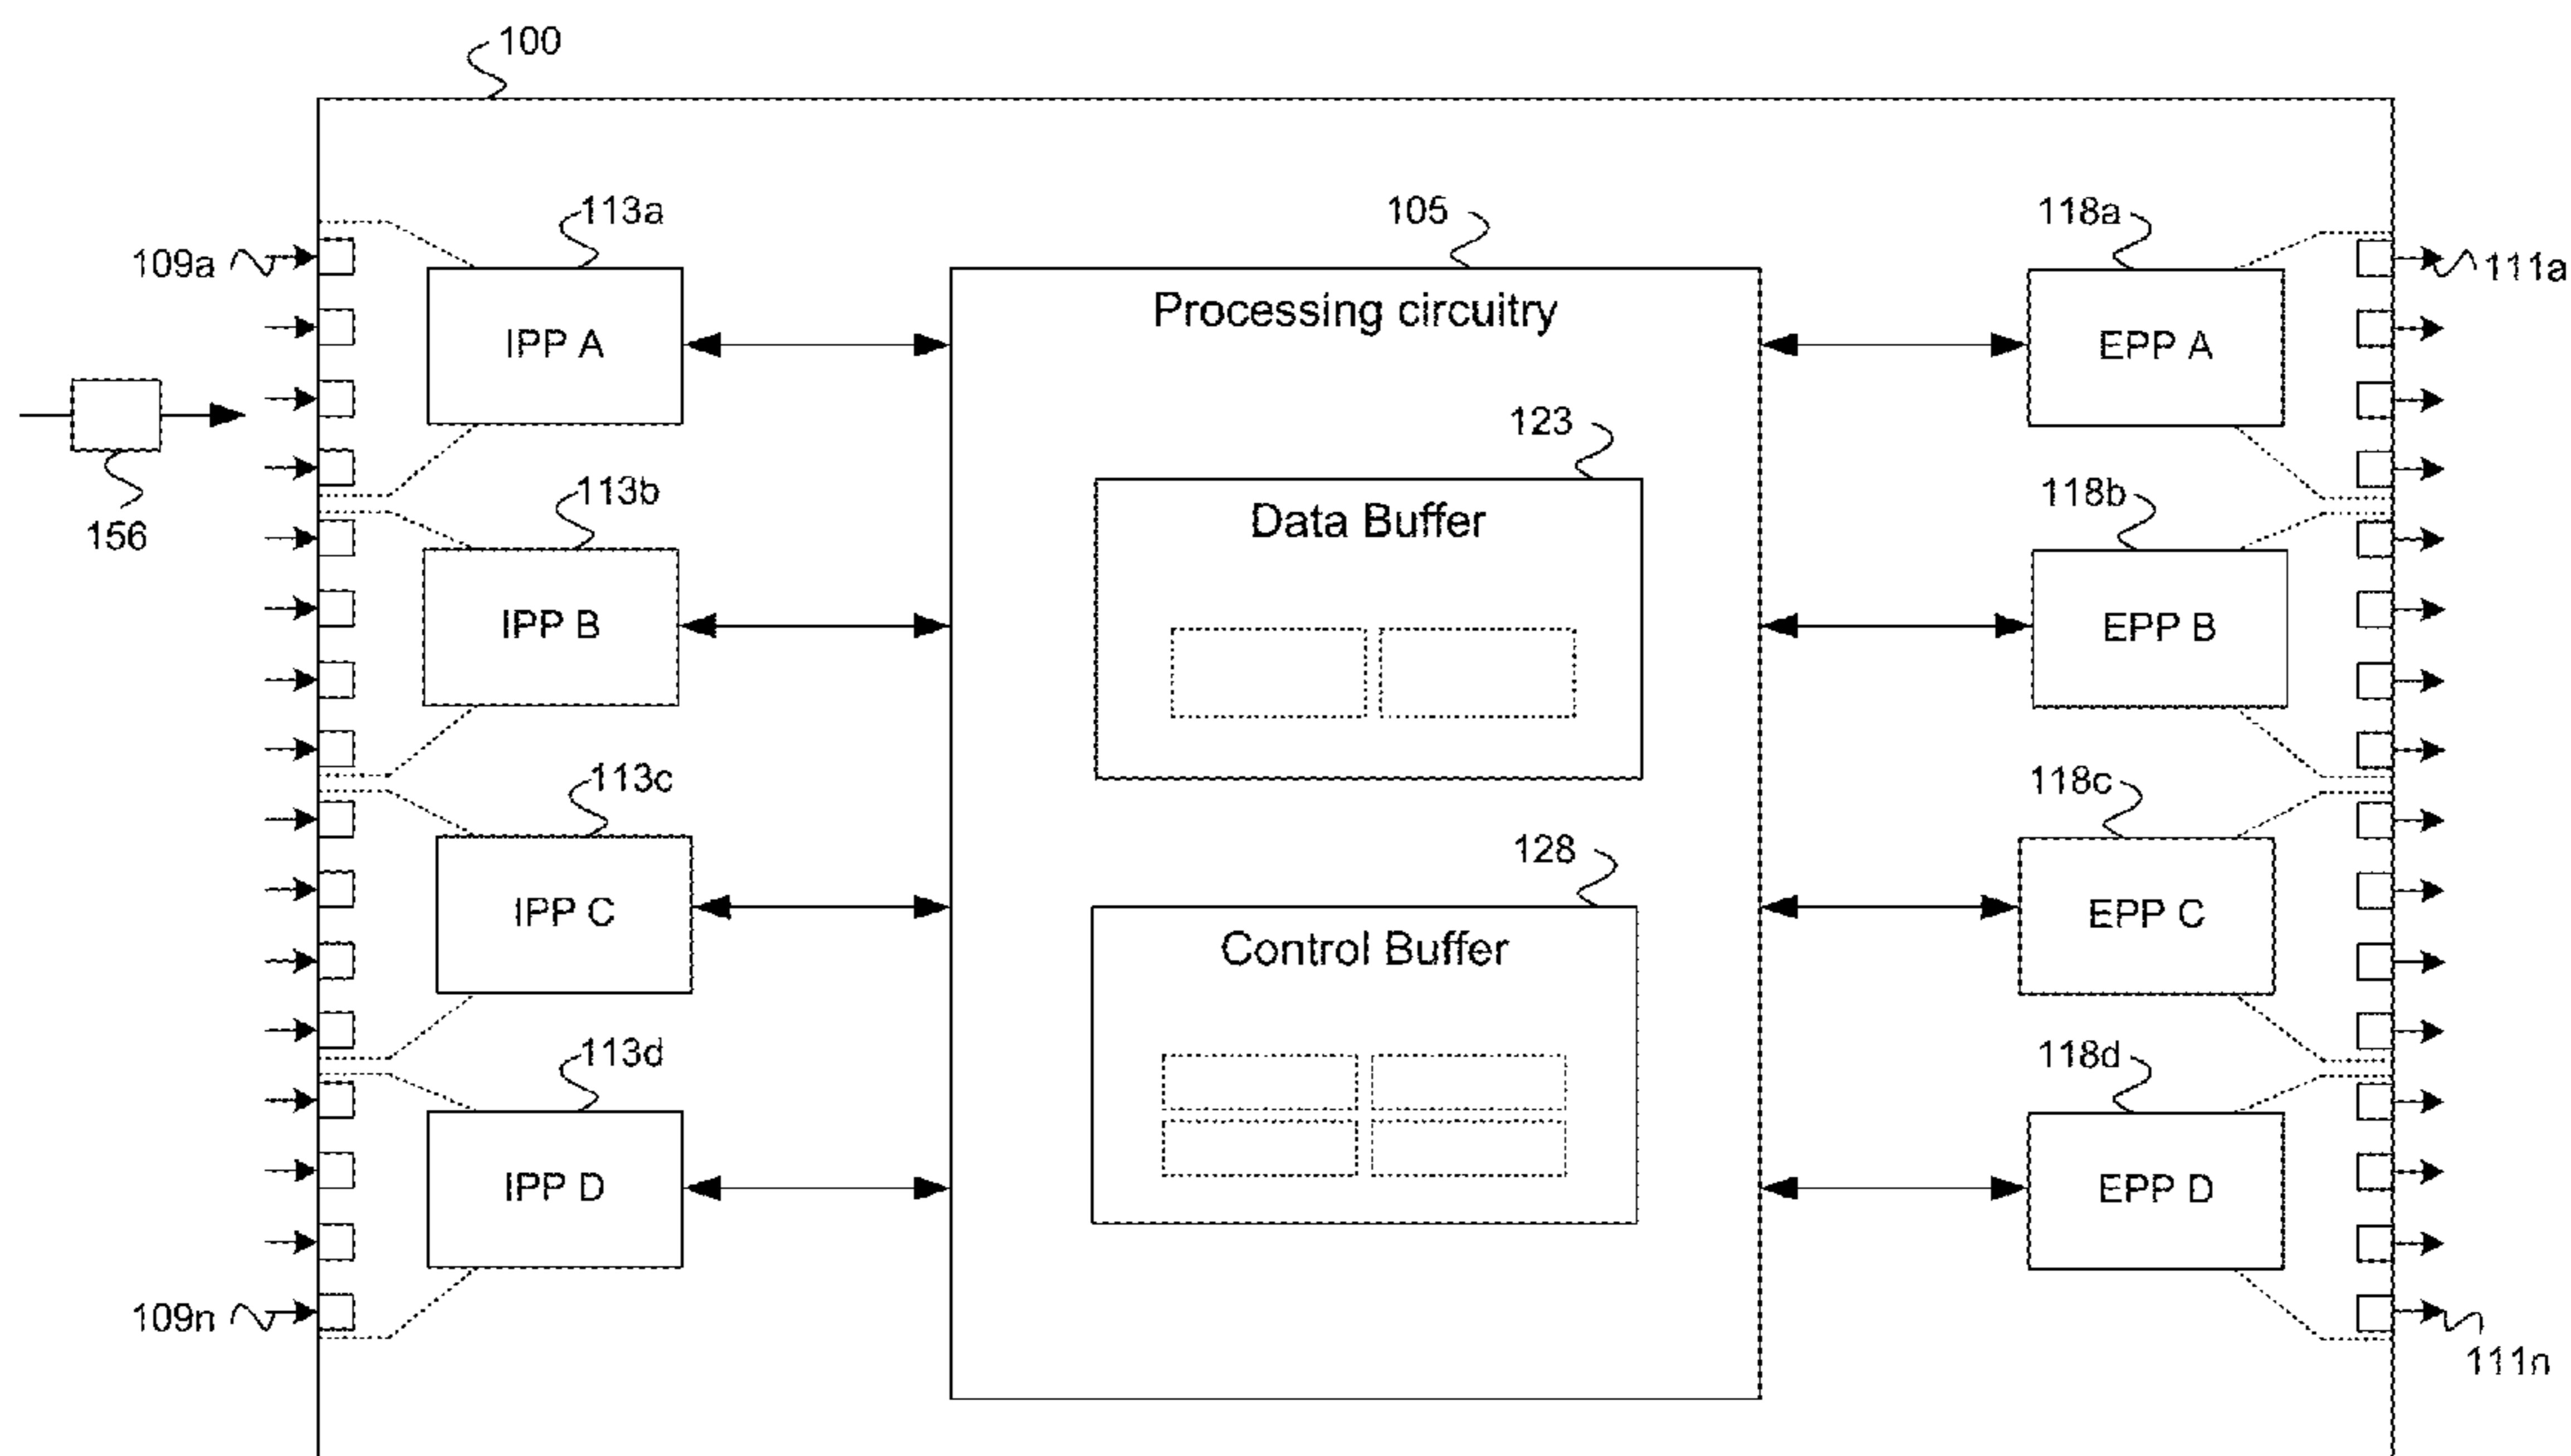 100
113a
105
118a
109a
111a
Processing circuitry
IPP A
EPP A
123
156
113b
118b
Data Buffer
IPP B
EPP B
113c
118c
128
IPP C
EPP C
Control Buffer
113d
118d
IPP D
EPP D
109n
111n